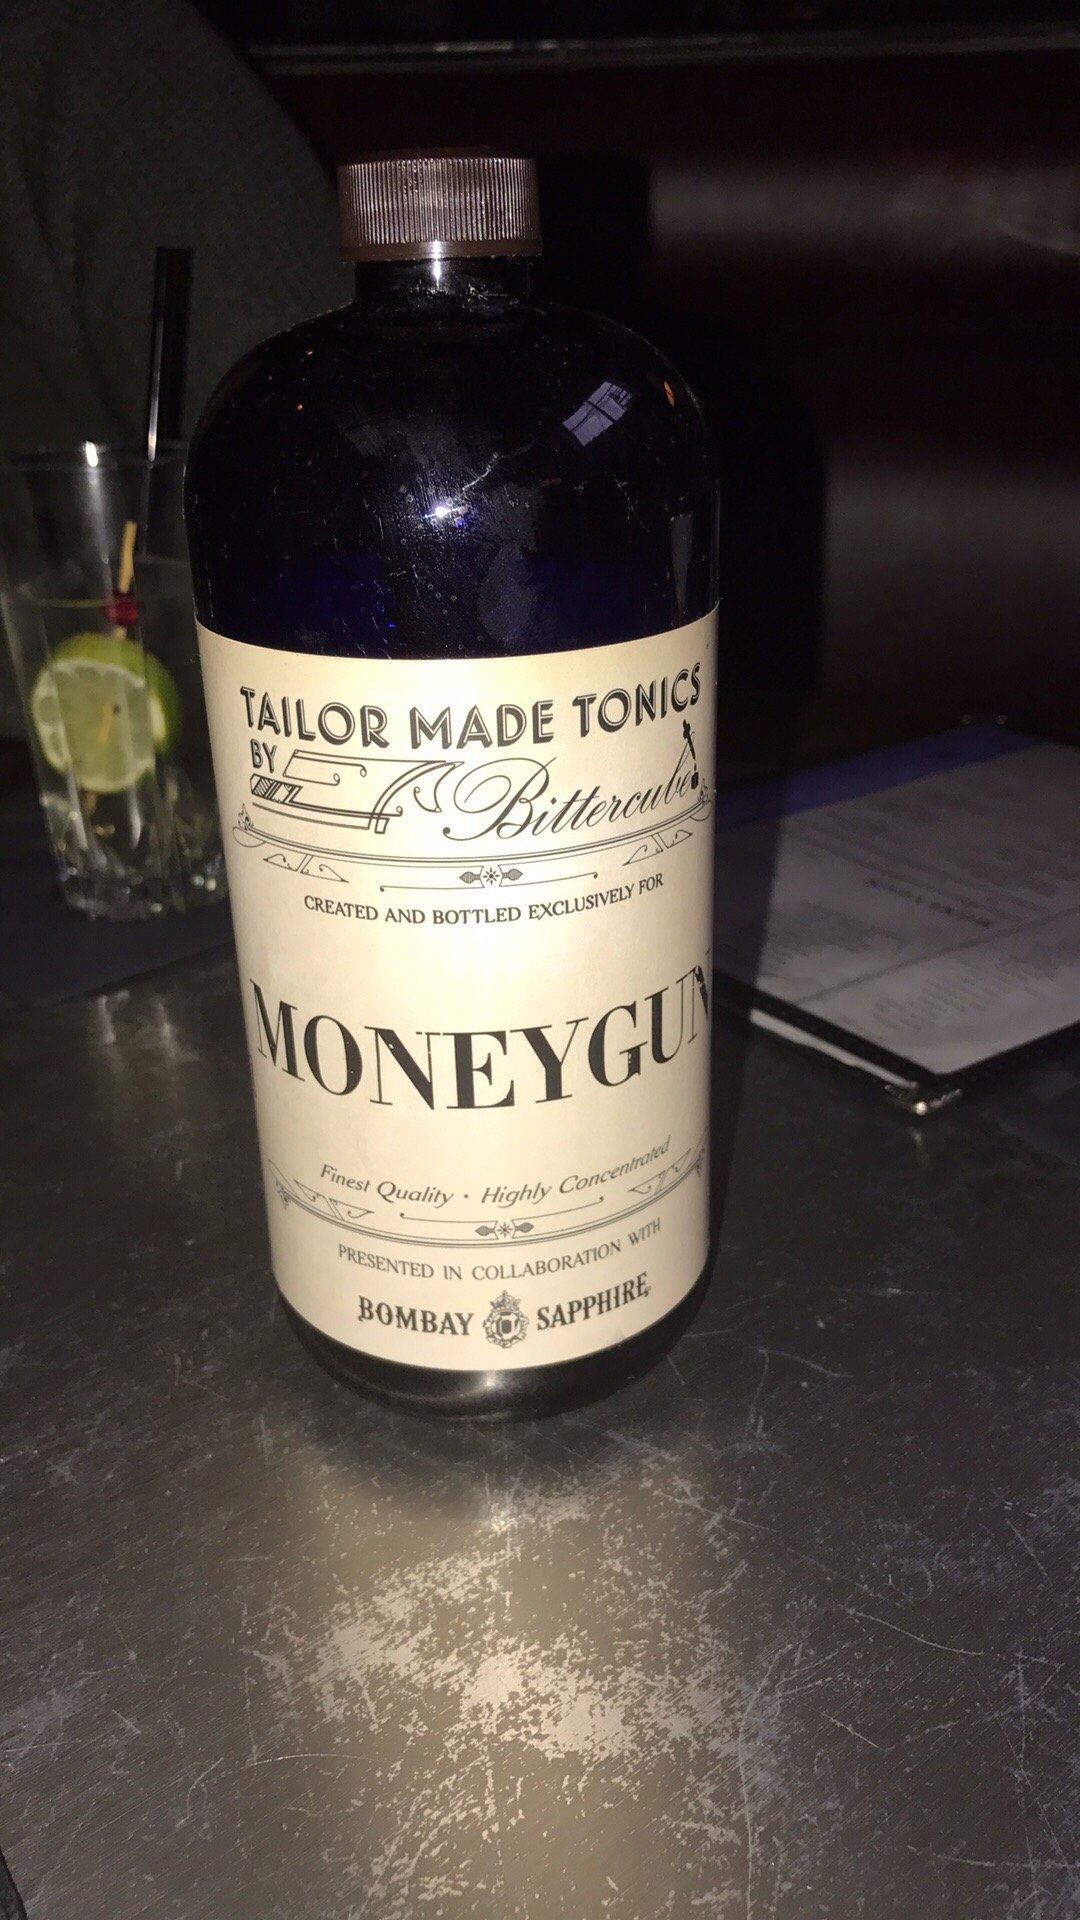 TAILOR MADE TONICS
BY Bittercube
CREATED AND BOTTLED EXCLUSIVELY FOR
MONEYGUN
Finest Quality · Highly Concentrated
PRESENTED IN COLLABORATION WITH
BOMBAY SAPPHIRE